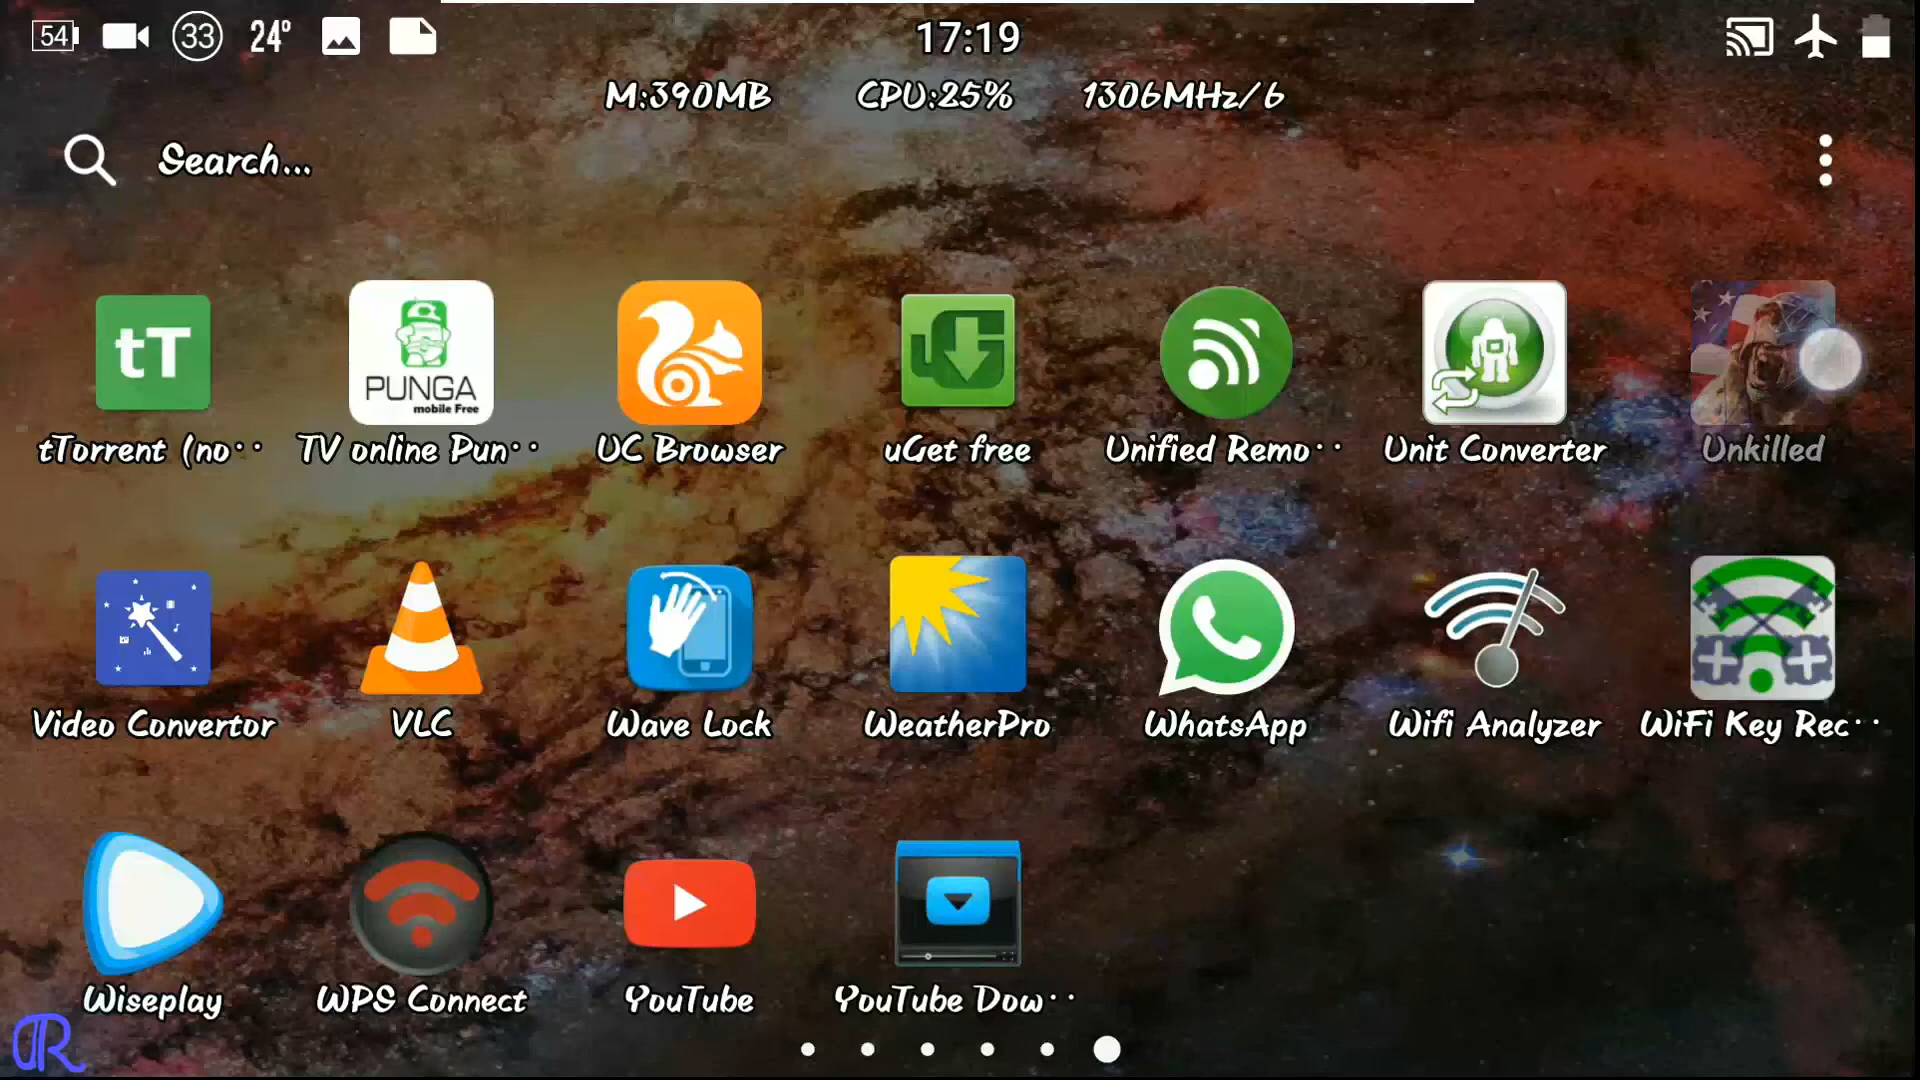 54 33 24° 17:19
M:390MB CPU:25% 1306MHz/6
Search...
tT PUNGA
mobile Free
tTorrent (no·· TV online Pun·· UC Browser uGet free Unified Remo·· Unit Converter Unkilled
Video Convertor VLC Wave Lock WeatherPro WhatsApp Wifi Analyzer WiFi Key Rec··
Wiseplay WPS Connect YouTube YouTube Dow··